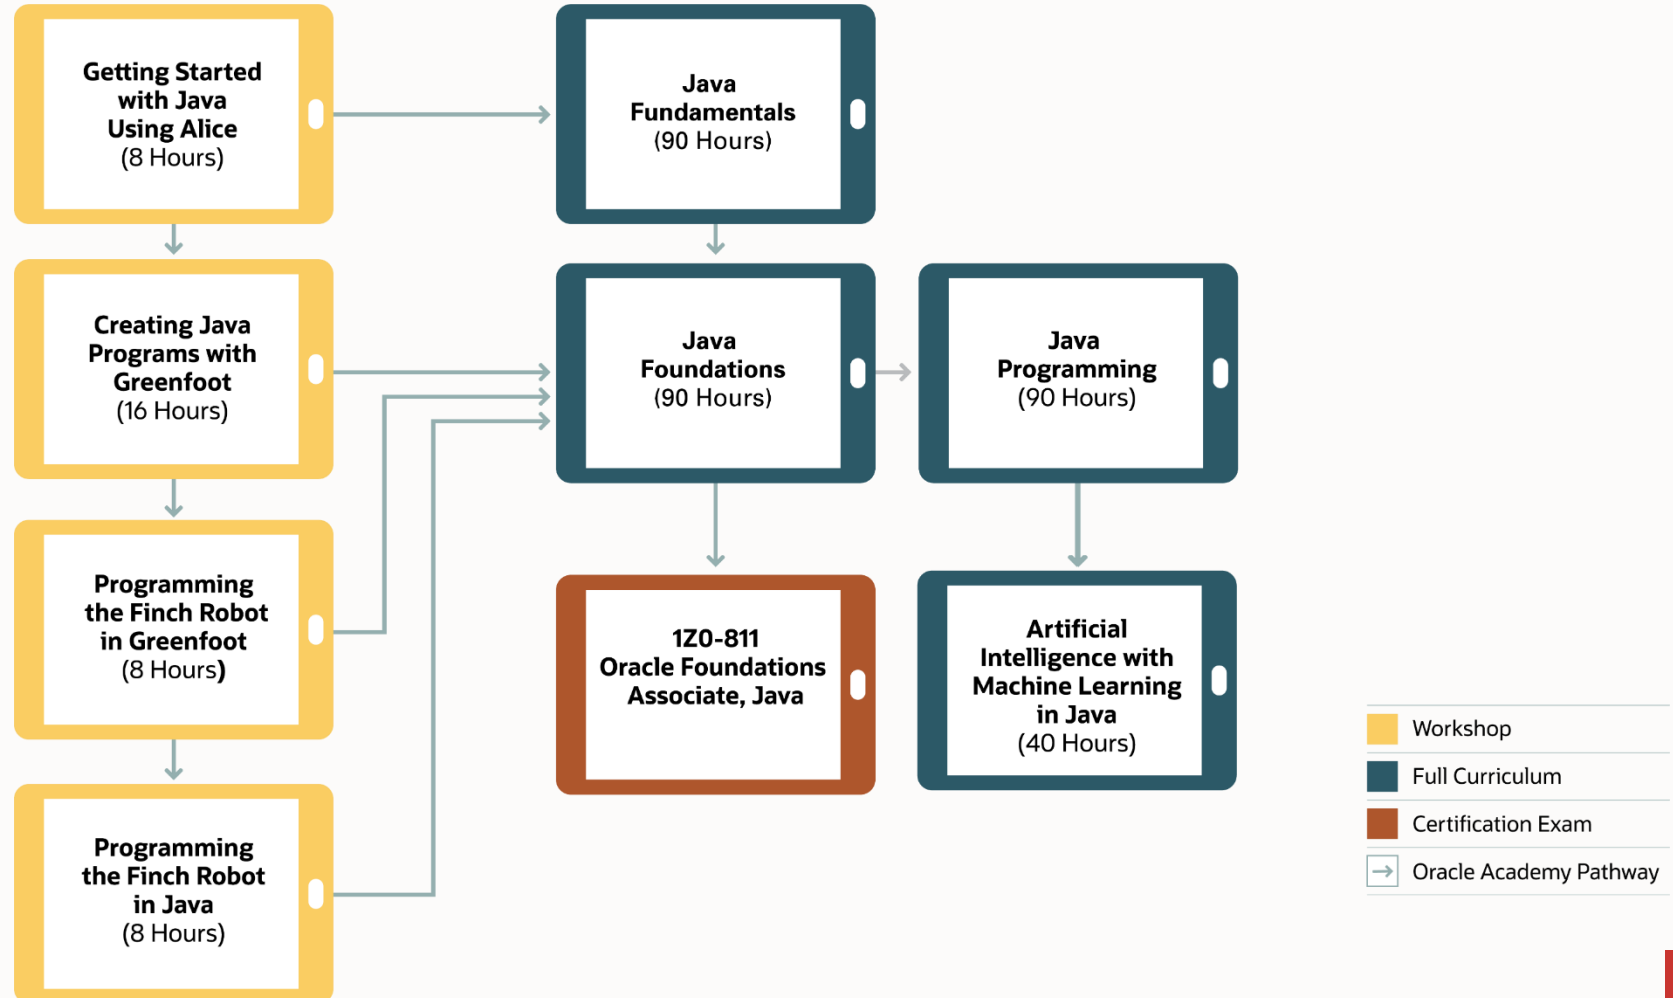 Getting Started
with Java
Using Alice
(8 Hours)
Java
Fundamentals
(90 Hours)
Creating Java
Programs with
Greenfoot
(16 Hours)
Java
Foundations
(90 Hours)
Java
Programming
(90 Hours)
Programming
the Finch Robot
in Greenfoot
(8 Hours)
1Z0-811
Oracle Foundations
Associate, Java
Artificial
Intelligence with
Machine Learning
in Java
(40 Hours)
Programming
the Finch Robot
in Java
(8 Hours)
Workshop
Full Curriculum
Certification Exam
Oracle Academy Pathway